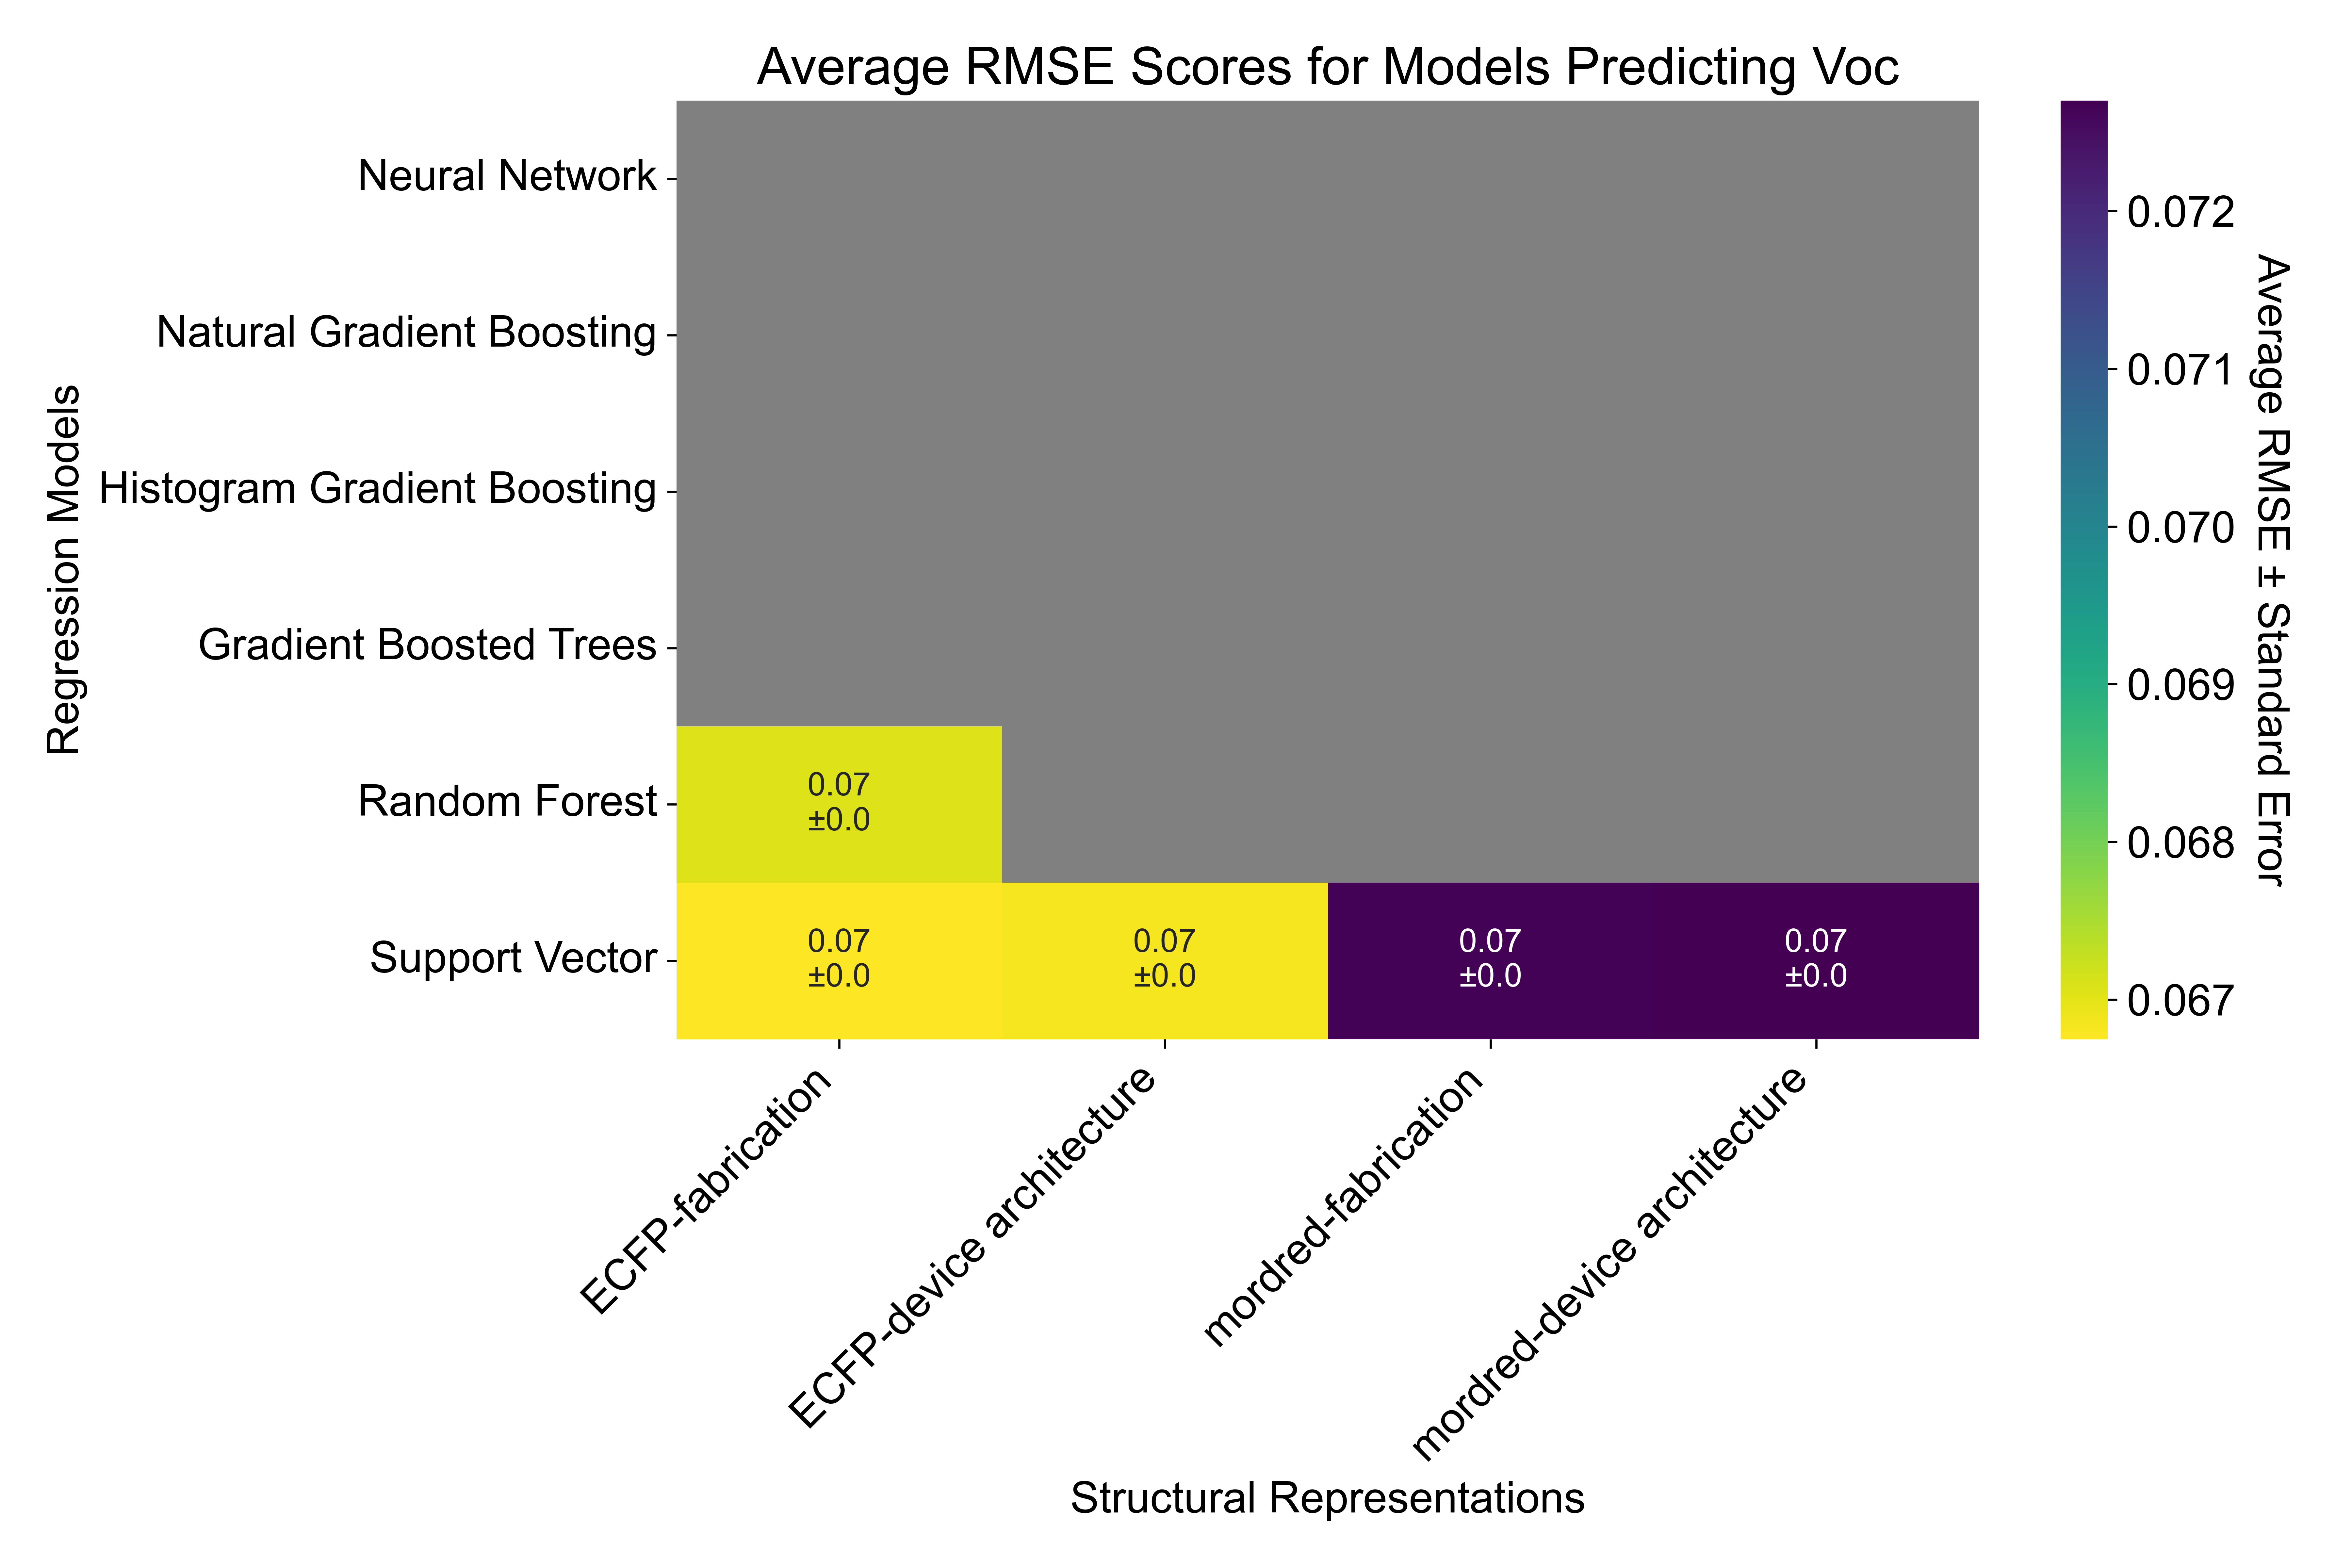 Average RMSE Scores for Models Predicting Voc
Regression Models
Neural Network
Natural Gradient Boosting
Histogram Gradient Boosting
Gradient Boosted Trees
Random Forest
Support Vector
0.07
±0.0
0.07
±0.0
0.07
±0.0
0.07
±0.0
0.07
±0.0
ECFP-fabrication
ECFP-device architecture
mordred-fabrication
mordred-device architecture
Structural Representations
0.072
0.071
0.070
0.069
0.068
0.067
Average RMSE ± Standard Error